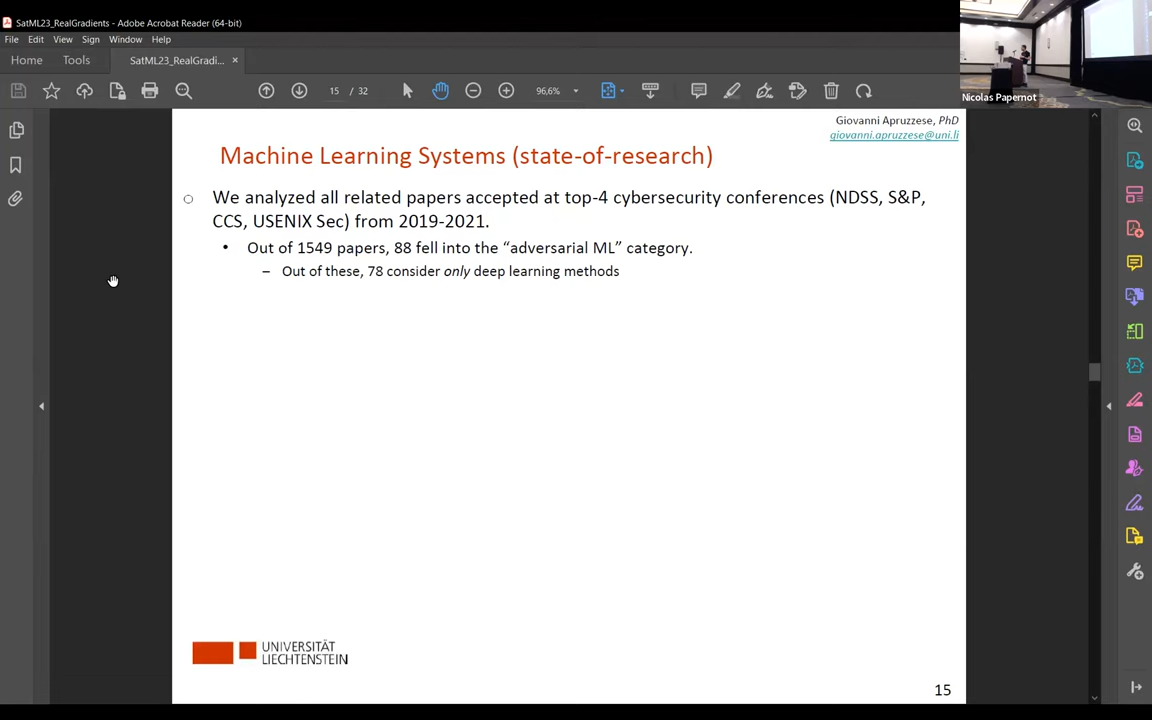 SatML23_RealGradients - Adobe Acrobat Reader (64-bit)
File Edit View Sign Window Help
Home Tools SatML23_RealGradi... ×
15 / 32 96,6%
Nicolas Papernot
Giovanni Apruzzese, PhD
giovanni.apruzzese@uni.li
Machine Learning Systems (state-of-research)
We analyzed all related papers accepted at top-4 cybersecurity conferences (NDSS, S&P,
CCS, USENIX Sec) from 2019-2021.
• Out of 1549 papers, 88 fell into the “adversarial ML” category.
– Out of these, 78 consider only deep learning methods
UNIVERSITÄT
LIECHTENSTEIN
15